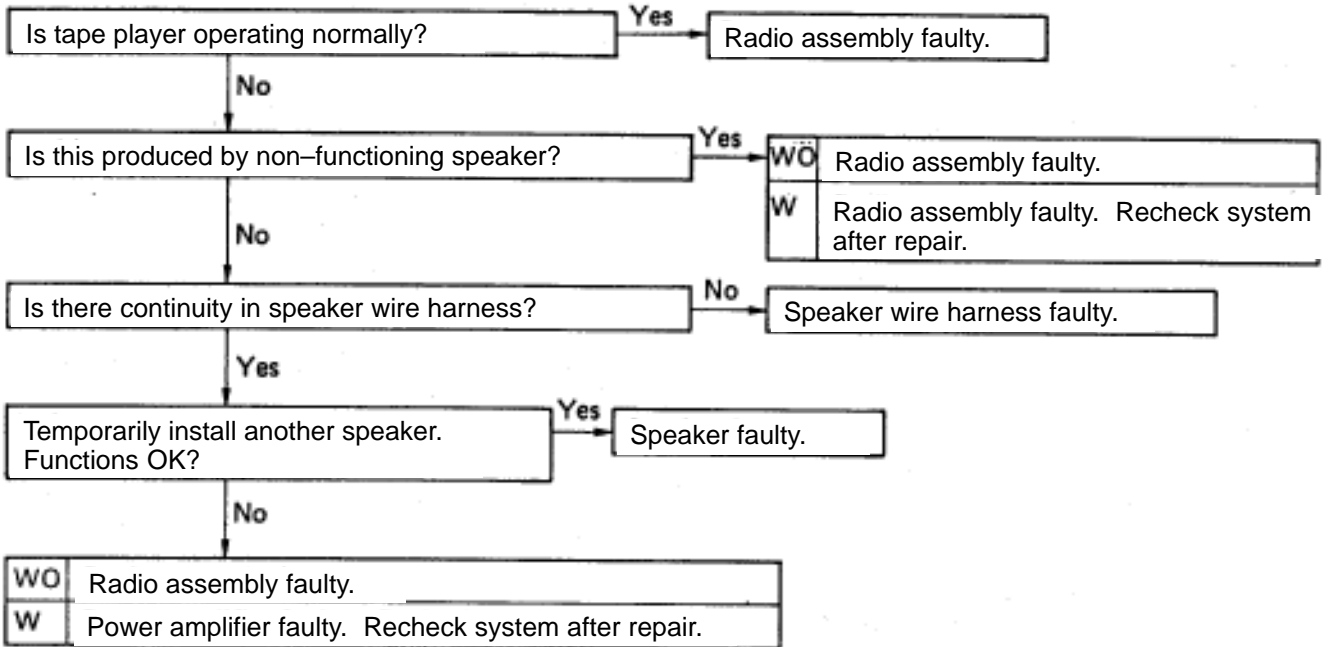 Is tape player operating normally?
Yes
Radio assembly faulty.
No
Is this produced by non–functioning speaker?
Yes
WO
Radio assembly faulty.
W
Radio assembly faulty. Recheck system
after repair.
No
Is there continuity in speaker wire harness?
No
Speaker wire harness faulty.
Yes
Temporarily install another speaker.
Functions OK?
Yes
Speaker faulty.
No
WO
Radio assembly faulty.
W
Power amplifier faulty. Recheck system after repair.